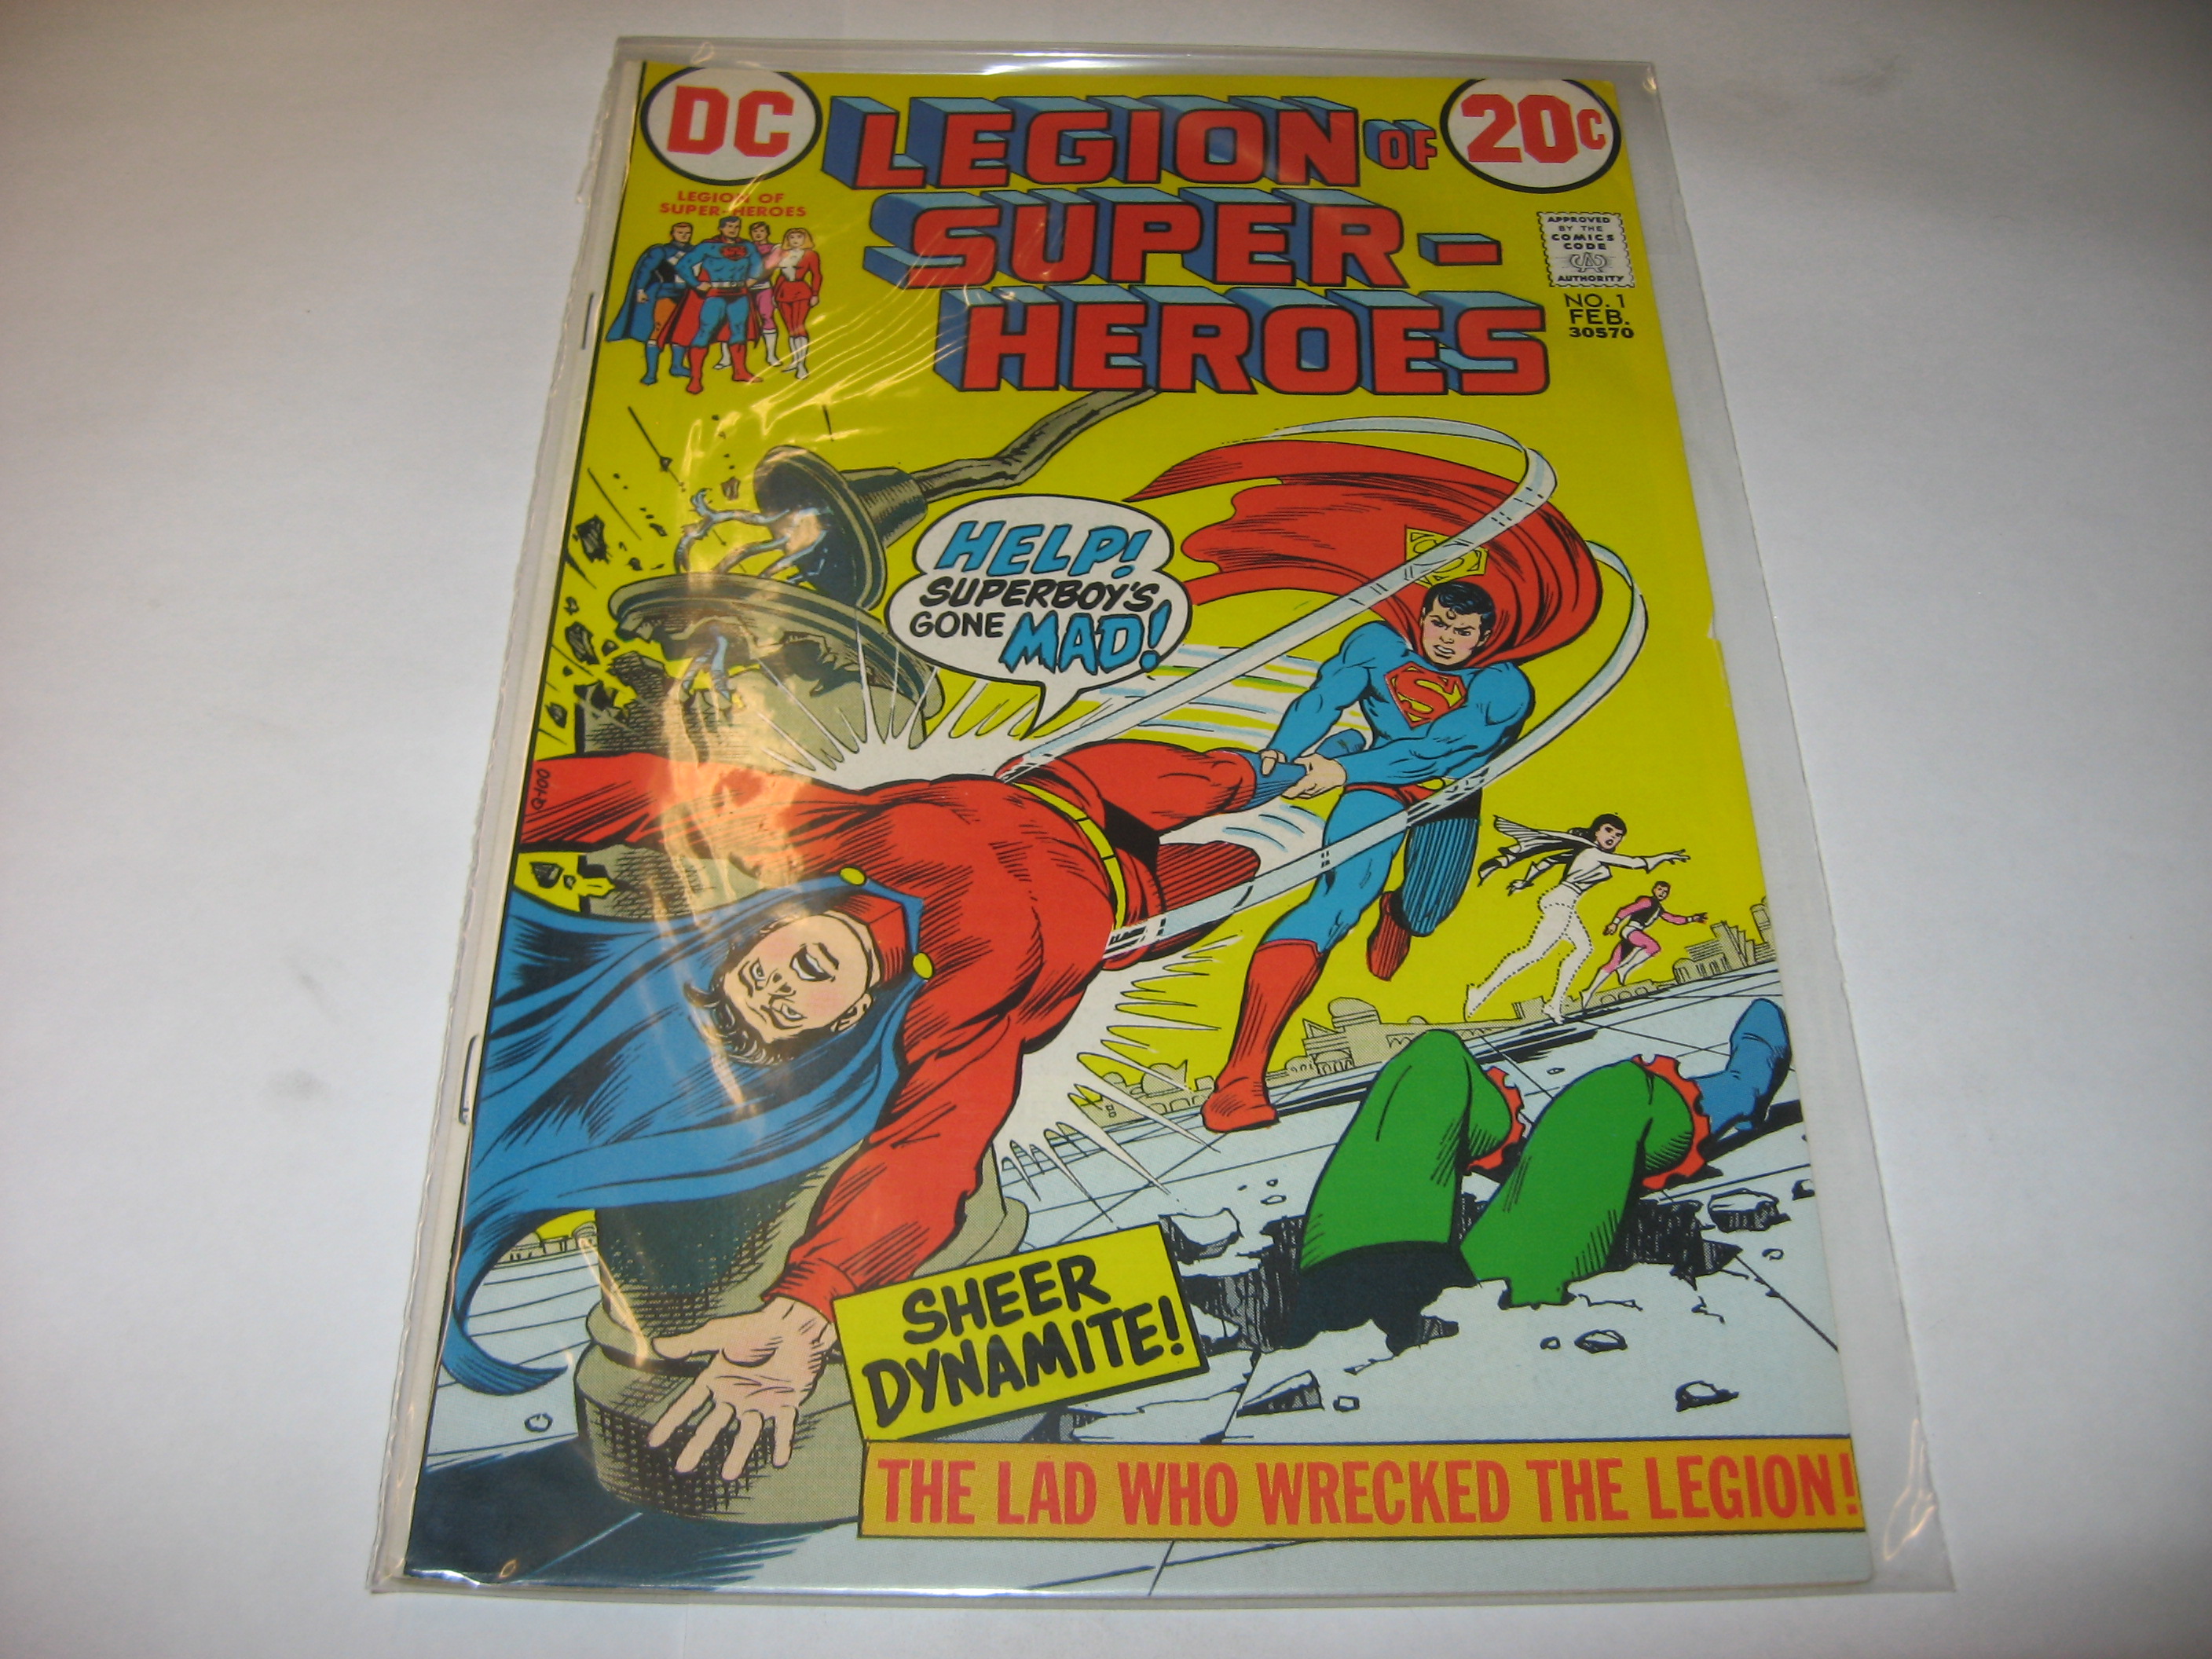 DC
LEGION OF
SUPER-
HEROES
20c
LEGION OF
SUPER-HEROES
APPROVED
BY THE
COMICS
CODE
AUTHORITY
NO. 1
FEB.
30570
HELP!
SUPERBOY'S
GONE MAD!
S
S
SHEER
DYNAMITE!
THE LAD WHO WRECKED THE LEGION!